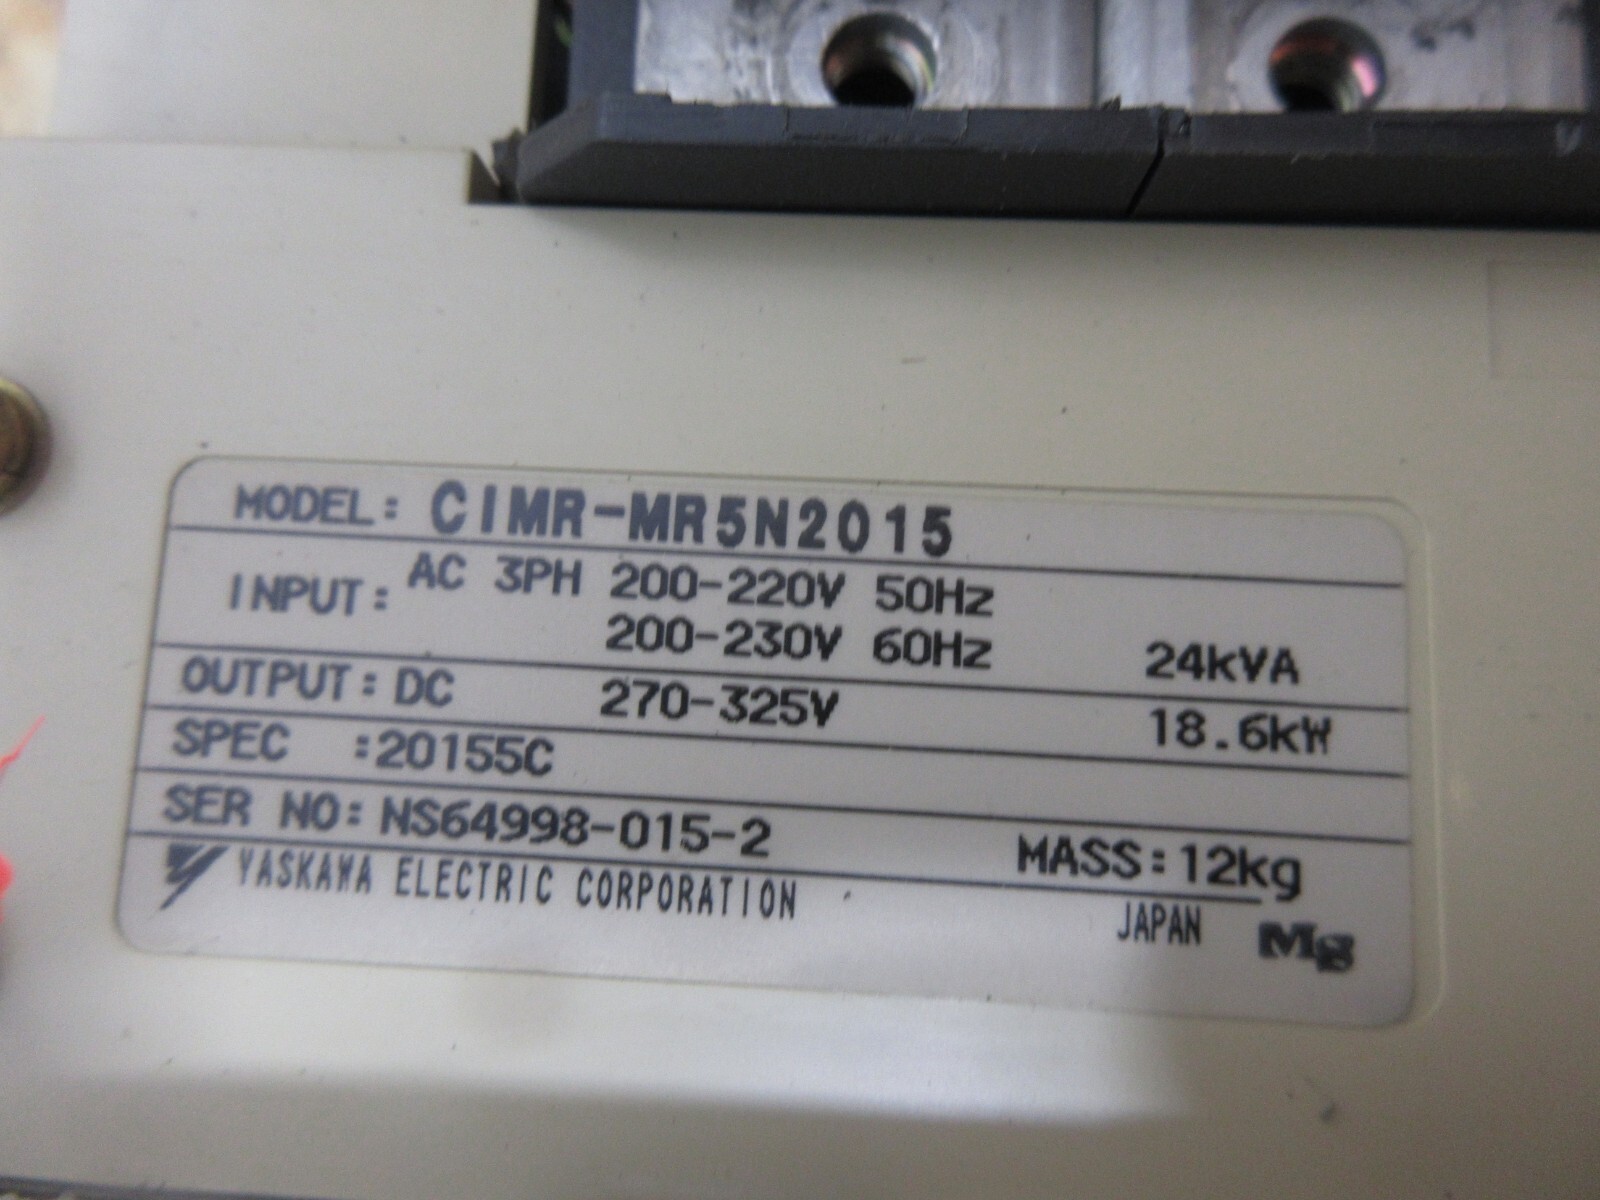 V
MODEL: CIMR-MR5N2015
INPUT: AC 3PH 200-220V 50Hz
200-230V 60Hz 24kVA
OUTPUT: DC 270-325V 18.6kW
SPEC :20155C
SER NO: NS64998-015-2 MASS: 12kg
YASKAWA ELECTRIC CORPORATION JAPAN MS